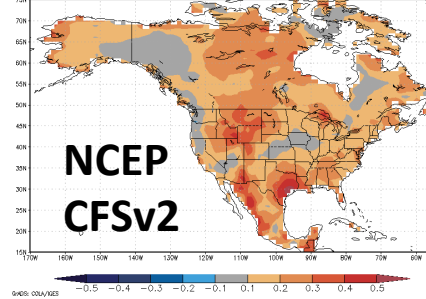 75N
70N
65N
60N
55N
50N
45N
40N
35N
30N
25N
20N
15N
NCEP
CFSv2
170W 160W 150W 140W 130W 120W 110W 100W 90W 80W 70W 60W
-0.5 -0.4 -0.3 -0.2 -0.1 0.1 0.2 0.3 0.4 0.5
GrADS: COLA/IGES